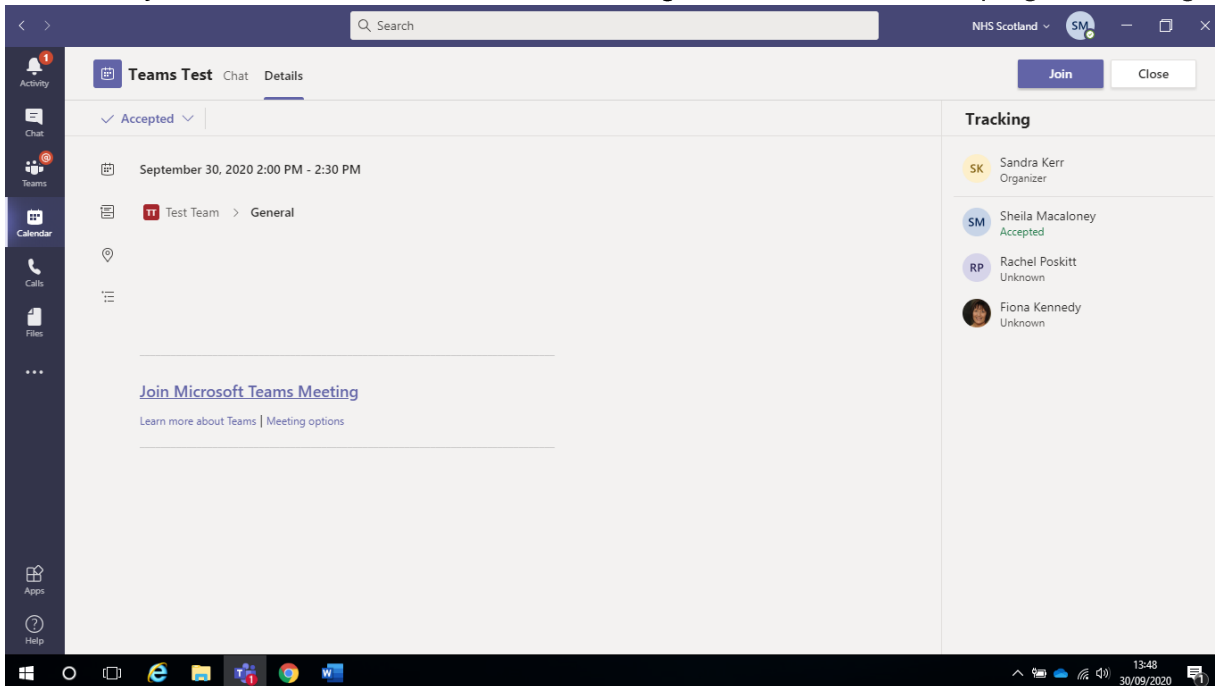 Search
NHS Scotland
SM
1
Activity
Teams Test Chat Details
Join
Close
Chat
Accepted
Tracking
@
Teams
September 30, 2020 2:00 PM - 2:30 PM
SK
Sandra Kerr
Organizer
Calendar
TT Test Team > General
SM
Sheila Macaloney
Accepted
Calls
RP
Rachel Poskitt
Unknown
Files
Fiona Kennedy
Unknown
Join Microsoft Teams Meeting
Learn more about Teams | Meeting options
Apps
?
Help
1
13:48
30/09/2020
1